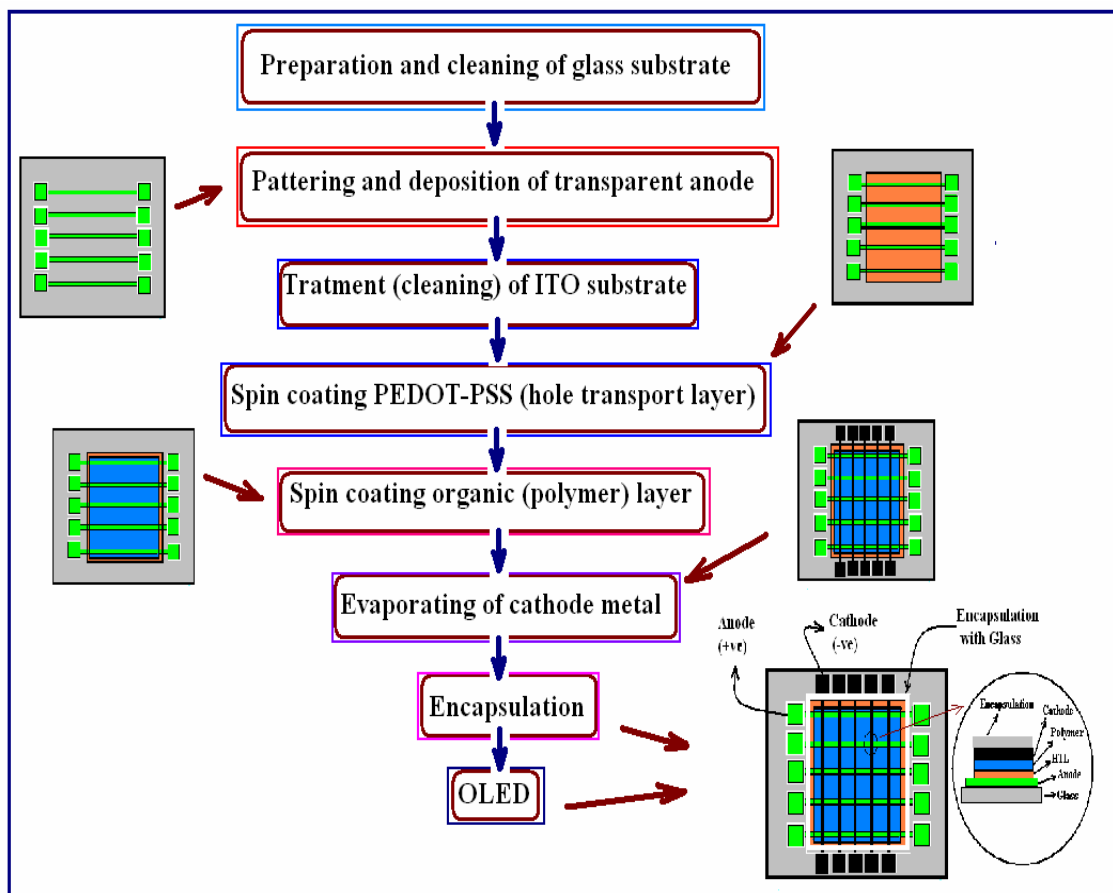 Preparation and cleaning of glass substrate
Pattering and deposition of transparent anode
Tratment (cleaning) of ITO substrate
Spin coating PEDOT-PSS (hole transport layer)
Spin coating organic (polymer) layer
Evaporating of cathode metal
Encapsulation
OLED
Anode
(+ve)
Cathode
(-ve)
Encapsulation
with Glass
Encapsulation
Cathode
Polymer
HTL
Anode
Glass